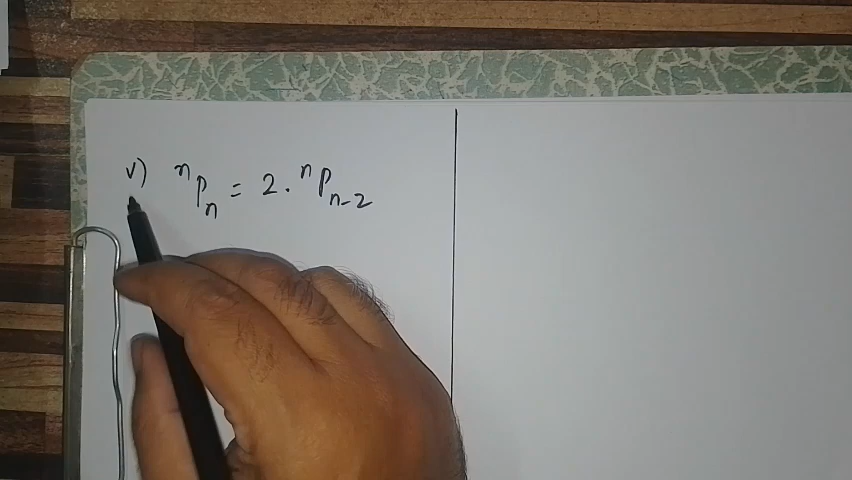 v) ⁿPₙ = 2 . ⁿPₙ₋₂